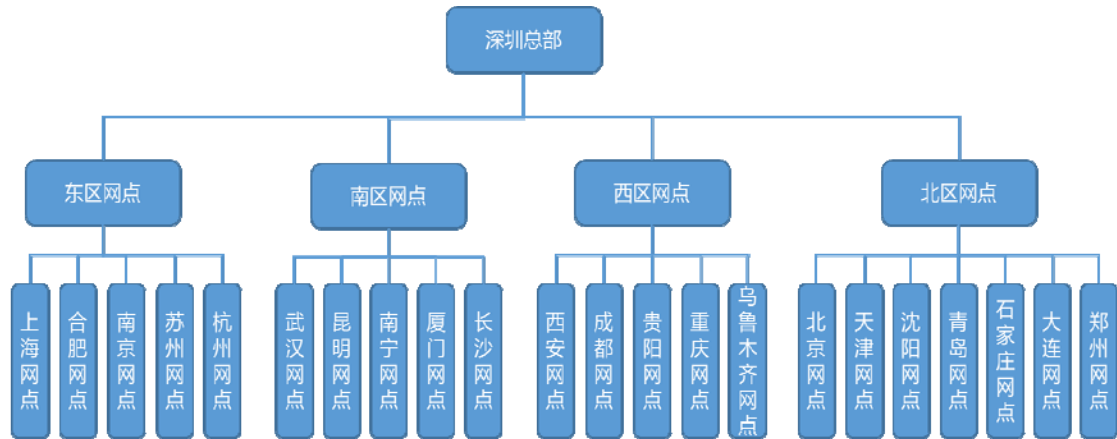 深圳总部
东区网点
南区网点
西区网点
北区网点
上海网点
合肥网点
南京网点
苏州网点
杭州网点
武汉网点
昆明网点
南宁网点
厦门网点
长沙网点
西安网点
成都网点
贵阳网点
重庆网点
乌鲁木齐网点
北京网点
天津网点
沈阳网点
青岛网点
石家庄网点
大连网点
郑州网点